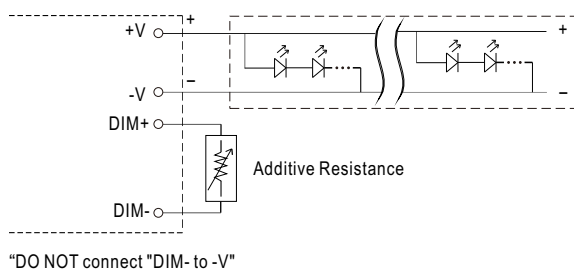 +V
+
+
-V
−
−
DIM+
Additive Resistance
DIM-
“DO NOT connect "DIM- to -V"